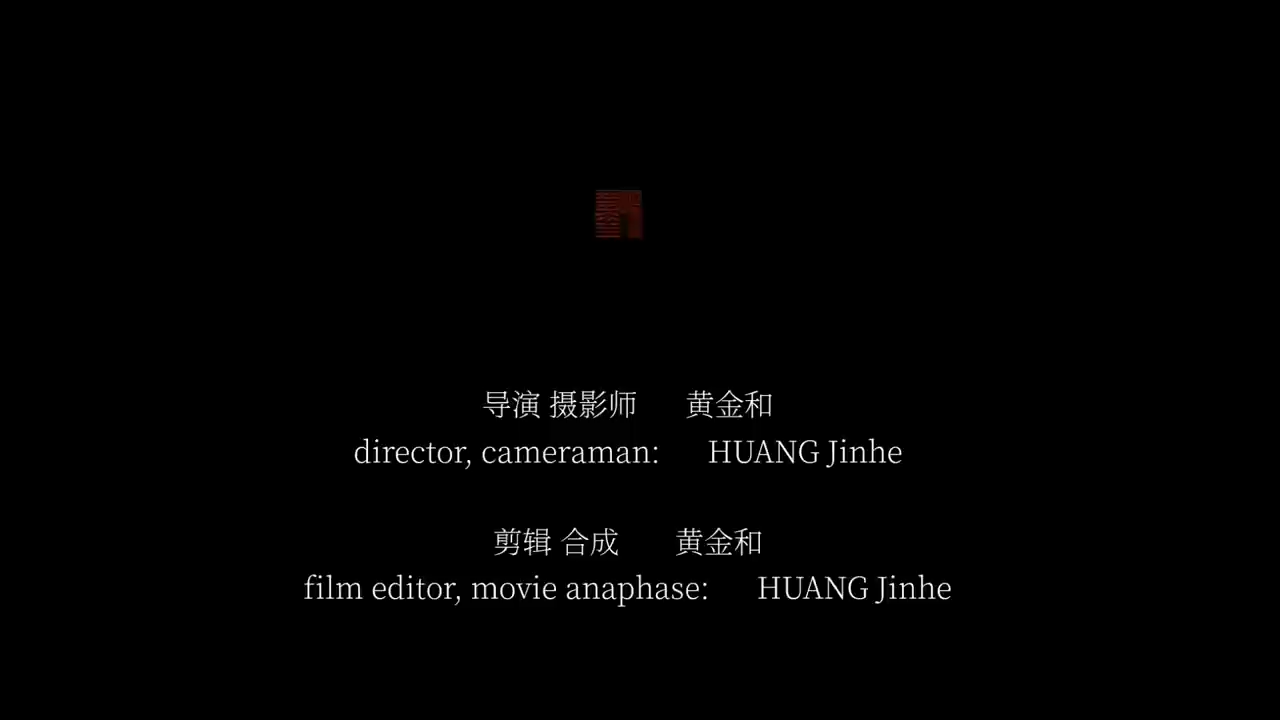 导演 摄影师 黄金和
director, cameraman: HUANG Jinhe
剪辑 合成 黄金和
film editor, movie anaphase: HUANG Jinhe